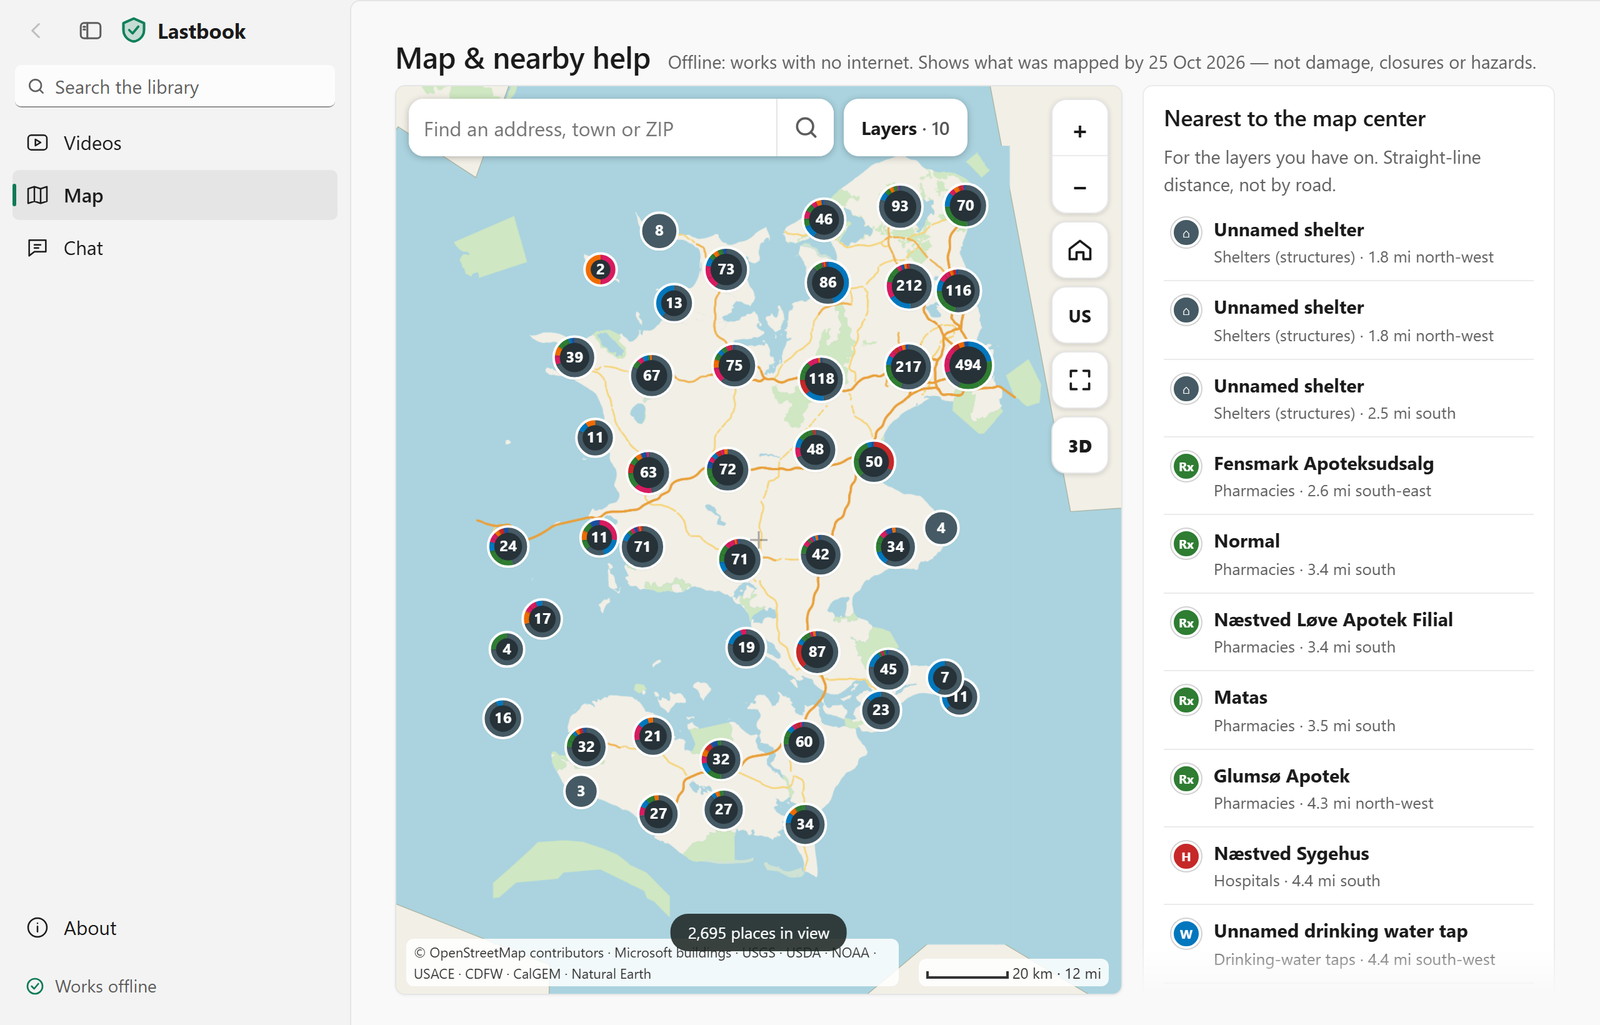 Lastbook
Search the library
Videos
Map
Chat
About
Works offline
Map & nearby help
Offline: works with no internet. Shows what was mapped by 25 Oct 2026 — not damage, closures or hazards.
Find an address, town or ZIP
Layers · 10
+
−
US
3D
8
46
93
70
2
73
13
86
212
116
39
67
75
118
217
494
11
63
72
48
50
24
11
71
71
42
34
4
17
4
19
87
45
7
11
23
16
32
21
32
60
3
27
27
34
2,695 places in view
© OpenStreetMap contributors · Microsoft buildings · USGS · USDA · NOAA ·
USACE · CDFW · CalGEM · Natural Earth
20 km · 12 mi
Nearest to the map center
For the layers you have on. Straight-line
distance, not by road.
Unnamed shelter
Shelters (structures) · 1.8 mi north-west
Unnamed shelter
Shelters (structures) · 1.8 mi north-west
Unnamed shelter
Shelters (structures) · 2.5 mi south
Rx
Fensmark Apoteksudsalg
Pharmacies · 2.6 mi south-east
Rx
Normal
Pharmacies · 3.4 mi south
Rx
Næstved Løve Apotek Filial
Pharmacies · 3.4 mi south
Rx
Matas
Pharmacies · 3.5 mi south
Rx
Glumsø Apotek
Pharmacies · 4.3 mi north-west
H
Næstved Sygehus
Hospitals · 4.4 mi south
W
Unnamed drinking water tap
Drinking-water taps · 4.4 mi south-west